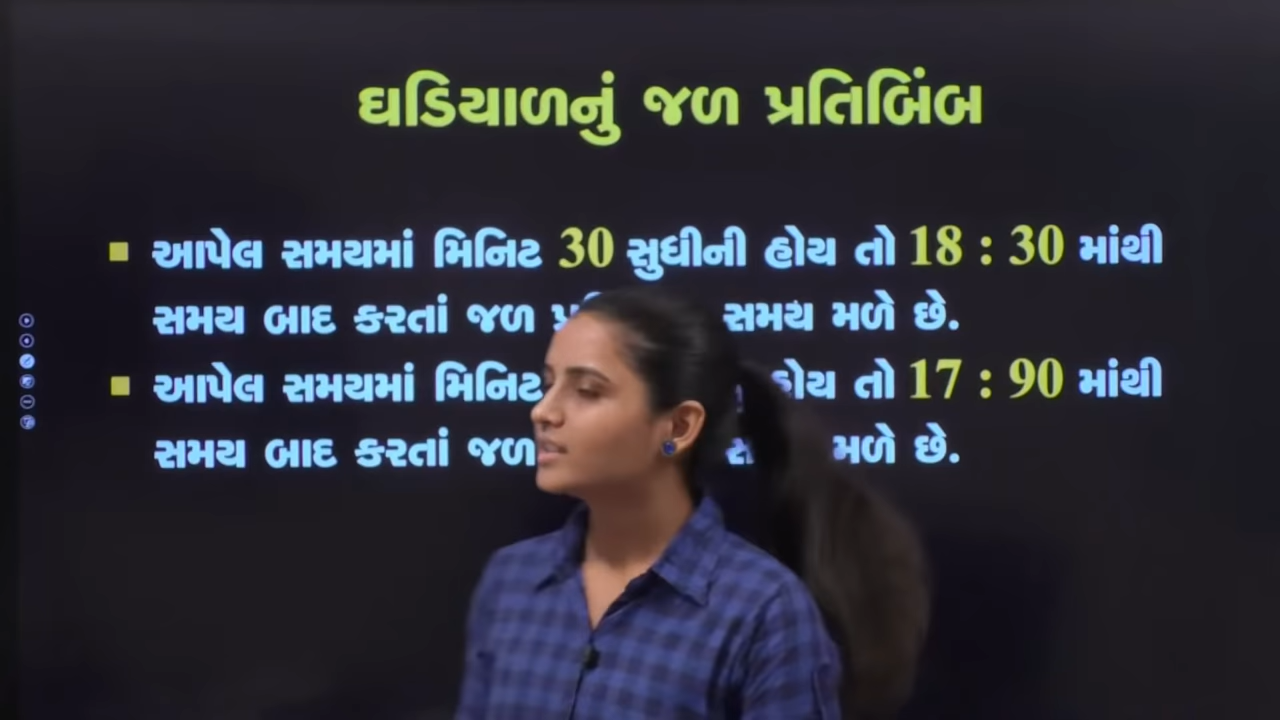 ઘડિયાળનું જળ પ્રતિબિંબ
આપેલ સમયમાં મિનિટ 30 સુધીની હોય તો 18 : 30 માંથી
સમય બાદ કરતાં જળ સમય મળે છે.
આપેલ સમયમાં મિનિટ હોય તો 17 : 90 માંથી
સમય બાદ કરતાં જળ મળે છે.